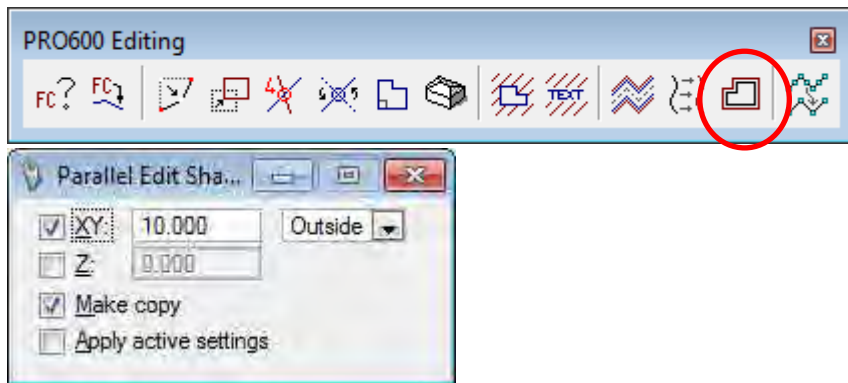 PRO600 Editing
FC? FC 4 TEXT
Parallel Edit Sha...
XY: 10.000 Outside
Z: 0.000
Make copy
Apply active settings